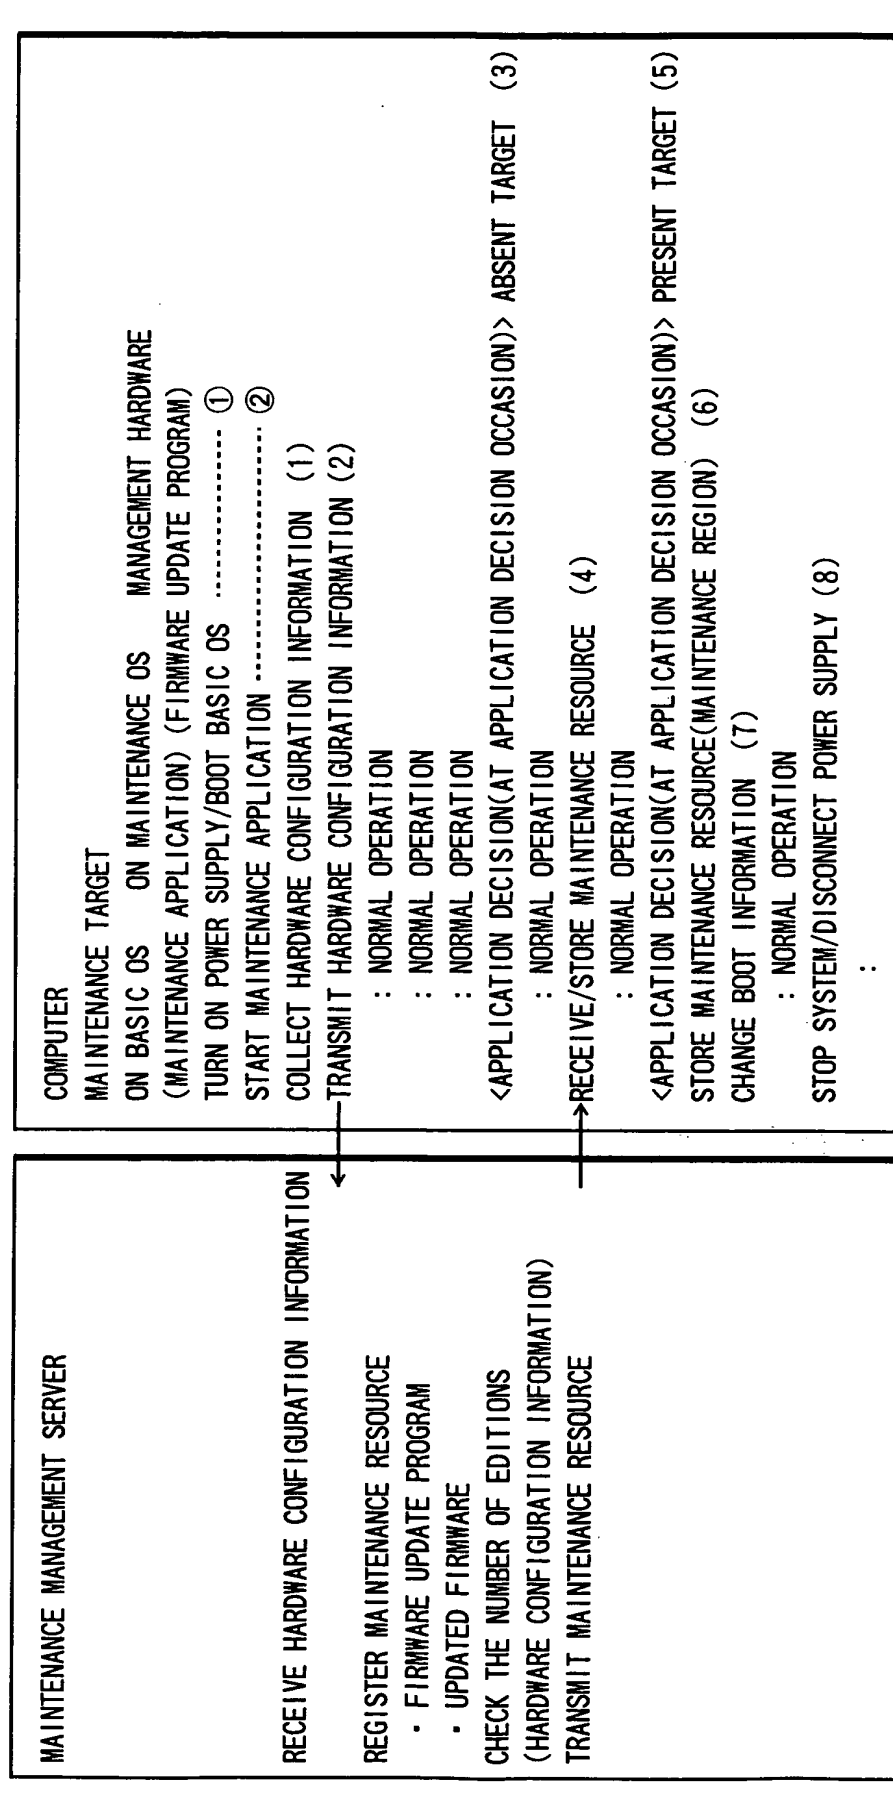 MAINTENANCE MANAGEMENT SERVER
RECEIVE HARDWARE CONFIGURATION INFORMATION
REGISTER MAINTENANCE RESOURCE
・FIRMWARE UPDATE PROGRAM
・UPDATED FIRMWARE
CHECK THE NUMBER OF EDITIONS
(HARDWARE CONFIGURATION INFORMATION)
TRANSMIT MAINTENANCE RESOURCE
COMPUTER
MAINTENANCE TARGET
ON BASIC OS ON MAINTENANCE OS MANAGEMENT HARDWARE
(MAINTENANCE APPLICATION) (FIRMWARE UPDATE PROGRAM)
TURN ON POWER SUPPLY/BOOT BASIC OS ------------------ ①
START MAINTENANCE APPLICATION ------------------------ ②
COLLECT HARDWARE CONFIGURATION INFORMATION (1)
TRANSMIT HARDWARE CONFIGURATION INFORMATION (2)
: NORMAL OPERATION
: NORMAL OPERATION
: NORMAL OPERATION
<APPLICATION DECISION(AT APPLICATION DECISION OCCASION)> ABSENT TARGET (3)
: NORMAL OPERATION
RECEIVE/STORE MAINTENANCE RESOURCE (4)
: NORMAL OPERATION
<APPLICATION DECISION(AT APPLICATION DECISION OCCASION)> PRESENT TARGET (5)
STORE MAINTENANCE RESOURCE(MAINTENANCE REGION) (6)
CHANGE BOOT INFORMATION (7)
: NORMAL OPERATION
STOP SYSTEM/DISCONNECT POWER SUPPLY (8)
: